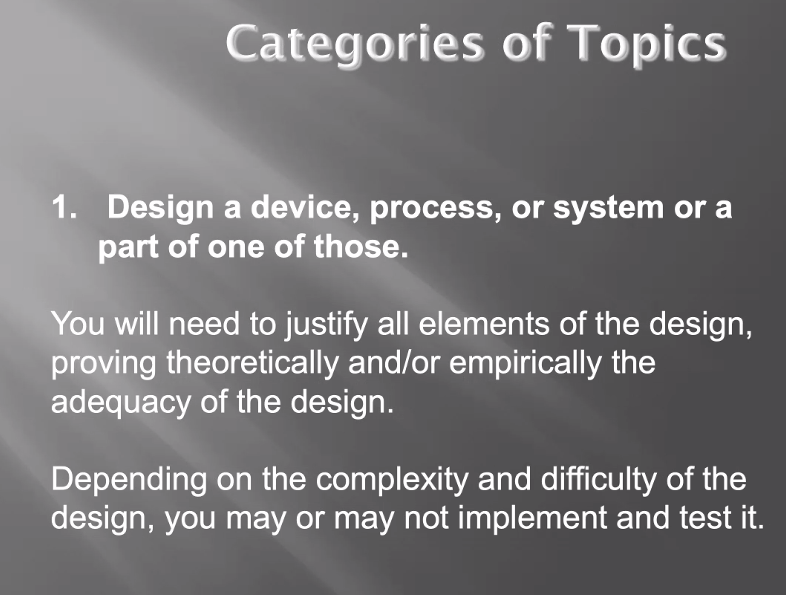 Categories of Topics
1. Design a device, process, or system or a
part of one of those.
You will need to justify all elements of the design,
proving theoretically and/or empirically the
adequacy of the design.
Depending on the complexity and difficulty of the
design, you may or may not implement and test it.